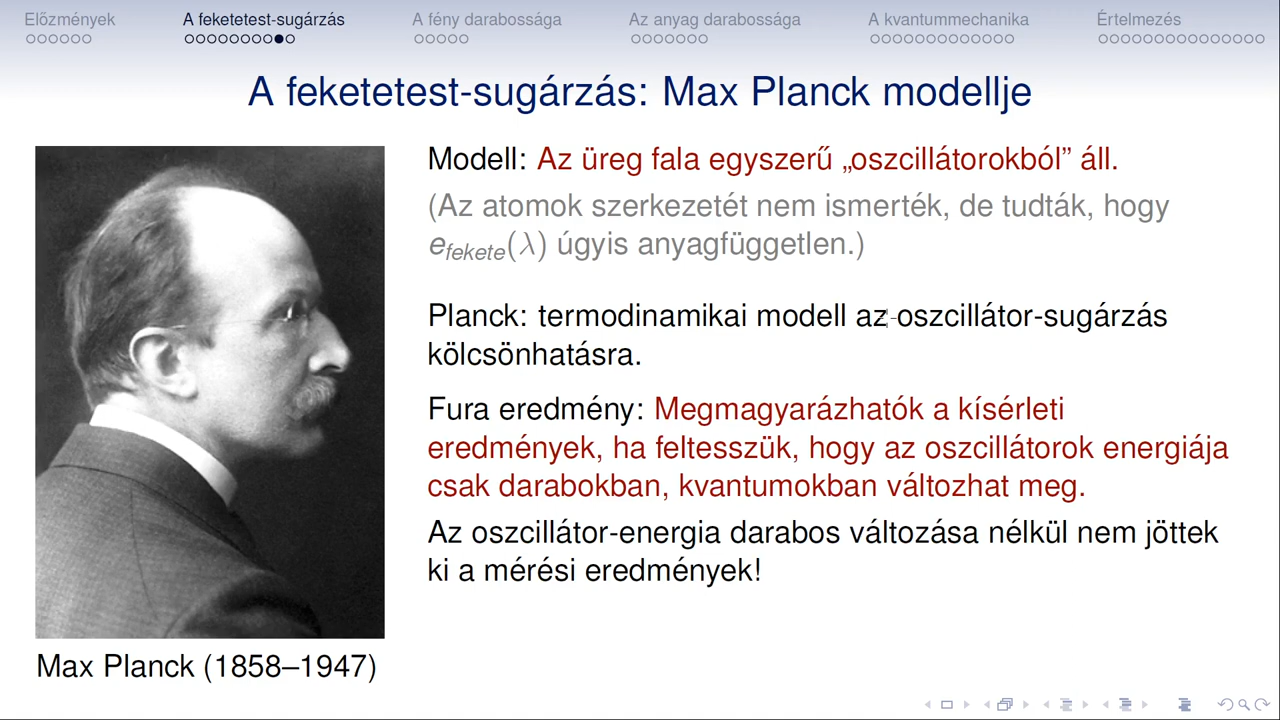 Előzmények
A feketetest-sugárzás
A fény darabossága
Az anyag darabossága
A kvantummechanika
Értelmezés
A feketetest-sugárzás: Max Planck modellje
Modell: Az üreg fala egyszerű „oszcillátorokból” áll.
(Az atomok szerkezetét nem ismerték, de tudták, hogy
e_fekete(λ) úgyis anyagfüggetlen.)
Planck: termodinamikai modell az oszcillátor-sugárzás
kölcsönhatásra.
Fura eredmény: Megmagyarázhatók a kísérleti
eredmények, ha feltesszük, hogy az oszcillátorok energiája
csak darabokban, kvantumokban változhat meg.
Az oszcillátor-energia darabos változása nélkül nem jöttek
ki a mérési eredmények!
Max Planck (1858–1947)